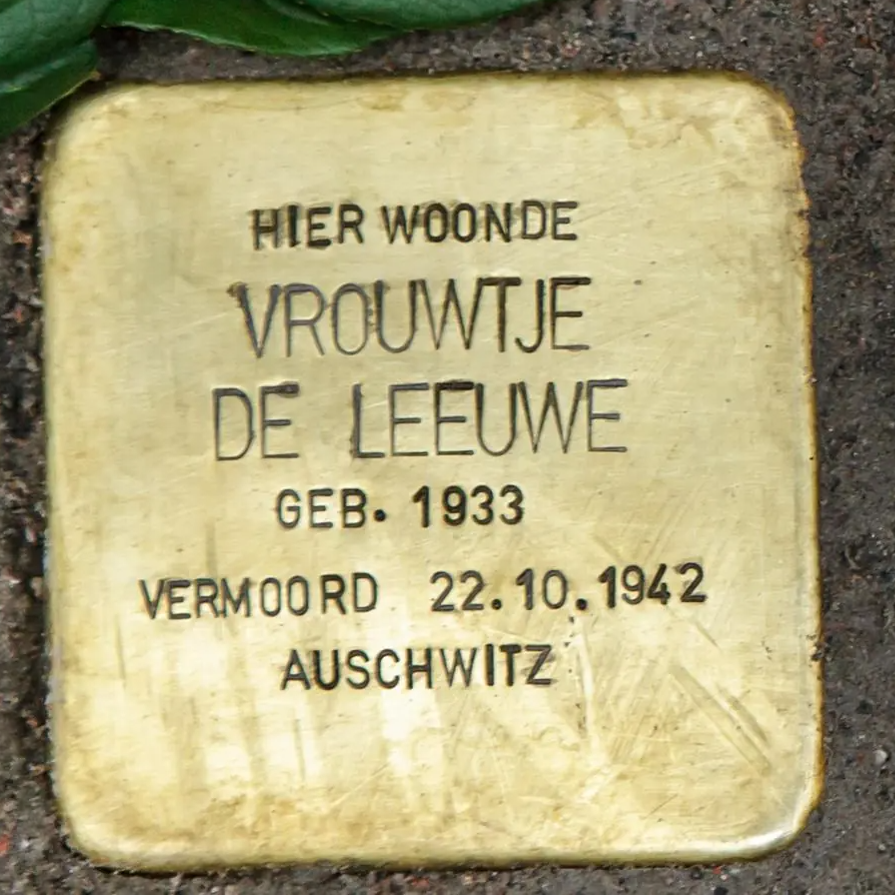 HIER WOONDE
VROUWTJE
DE LEEUWE
GEB. 1933
VERMOORD 22.10.1942
AUSCHWITZ